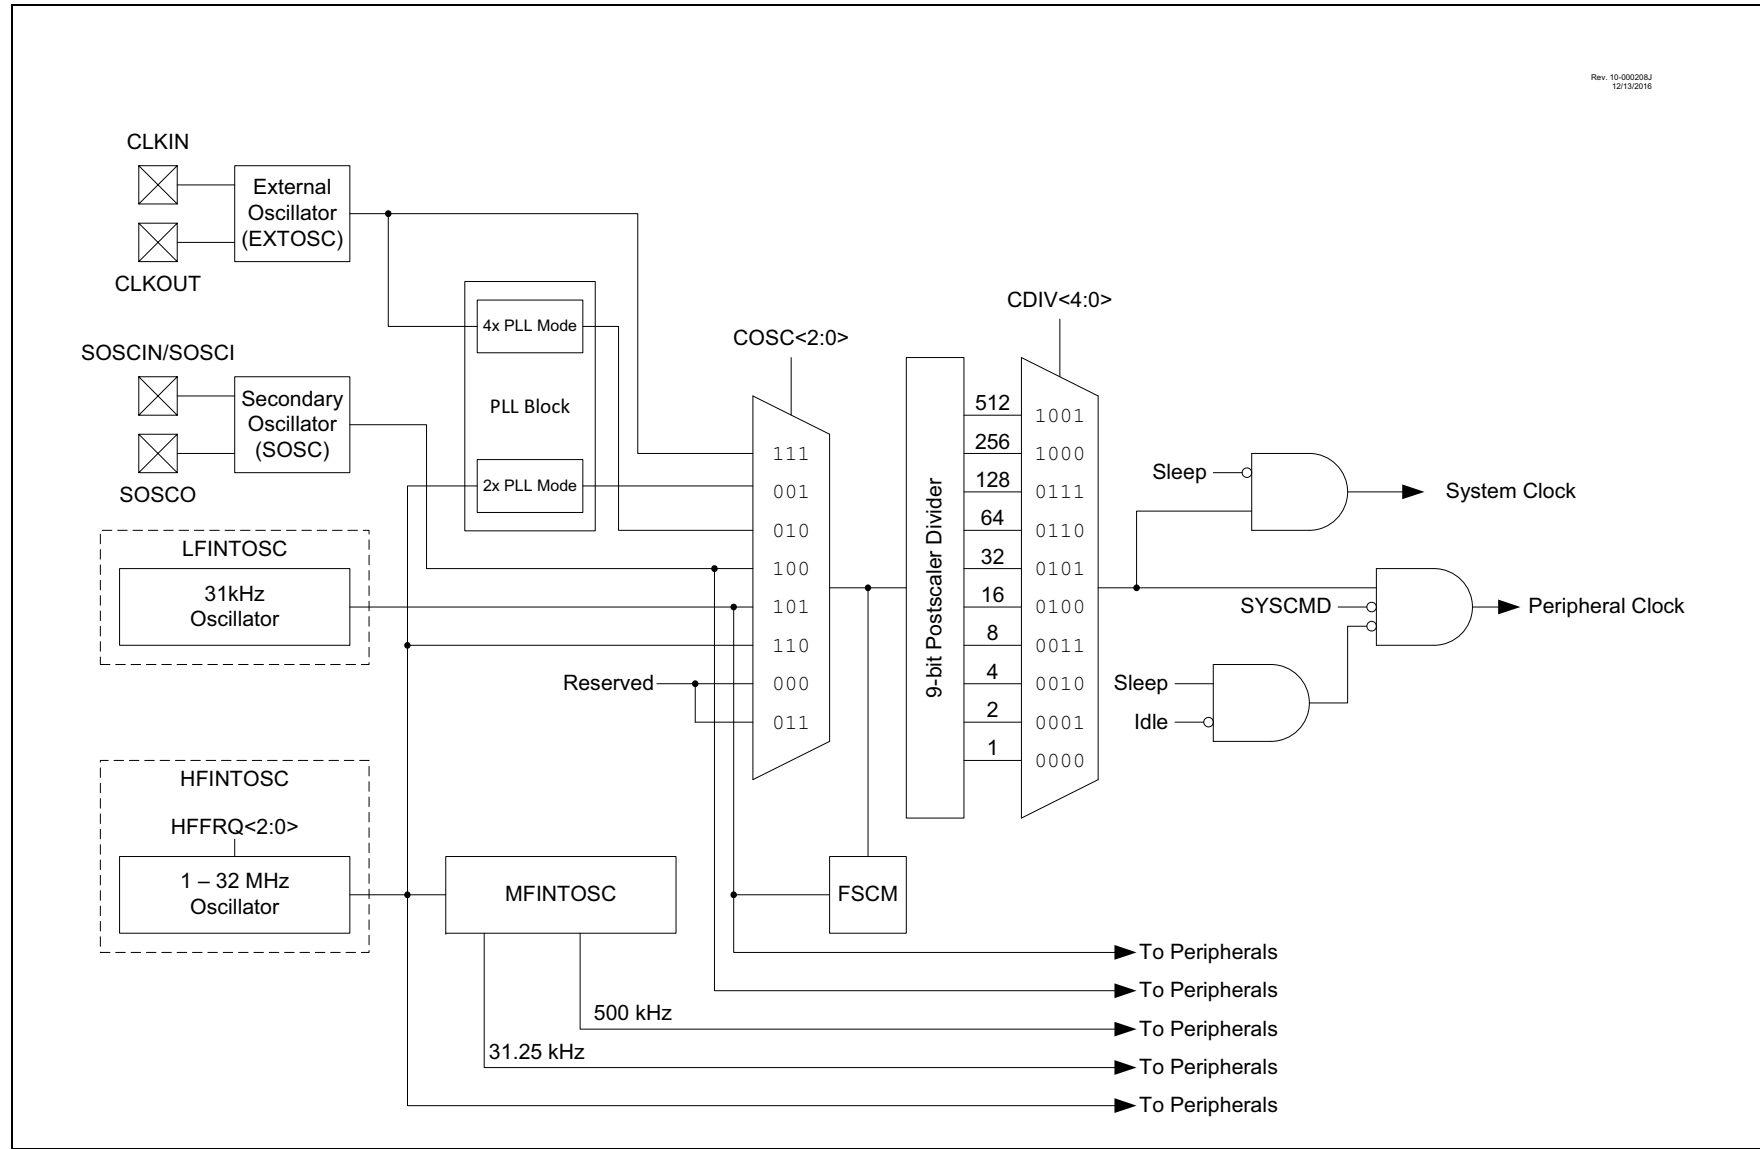 Rev. 10-000208J
12/13/2016
CLKIN
External
Oscillator
(EXTOSC)
CLKOUT
CDIV<4:0>
4x PLL Mode
COSC<2:0>
SOSCIN/SOSCI
Secondary
Oscillator
(SOSC)
SOSCO
PLL Block
2x PLL Mode
LFINTOSC
31kHz
Oscillator
Reserved
111
001
010
100
101
110
000
011
9-bit Postscaler Divider
512
256
128
64
32
16
8
4
2
1
1001
1000
0111
0110
0101
0100
0011
0010
0001
0000
Sleep
System Clock
SYSCMD
Peripheral Clock
Sleep
Idle
HFINTOSC
HFFRQ<2:0>
1 – 32 MHz
Oscillator
MFINTOSC
FSCM
To Peripherals
To Peripherals
500 kHz
To Peripherals
31.25 kHz
To Peripherals
To Peripherals